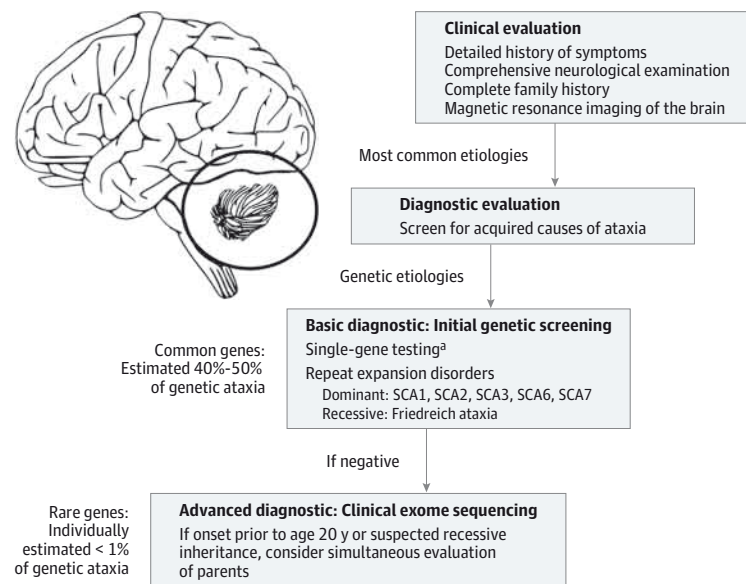 Clinical evaluation
Detailed history of symptoms
Comprehensive neurological examination
Complete family history
Magnetic resonance imaging of the brain
Most common etiologies
Diagnostic evaluation
Screen for acquired causes of ataxia
Genetic etiologies
Common genes:
Estimated 40%-50%
of genetic ataxia
Basic diagnostic: Initial genetic screening
Single-gene testingᵃ
Repeat expansion disorders
Dominant: SCA1, SCA2, SCA3, SCA6, SCA7
Recessive: Friedreich ataxia
If negative
Rare genes:
Individually
estimated < 1%
of genetic ataxia
Advanced diagnostic: Clinical exome sequencing
If onset prior to age 20 y or suspected recessive
inheritance, consider simultaneous evaluation
of parents